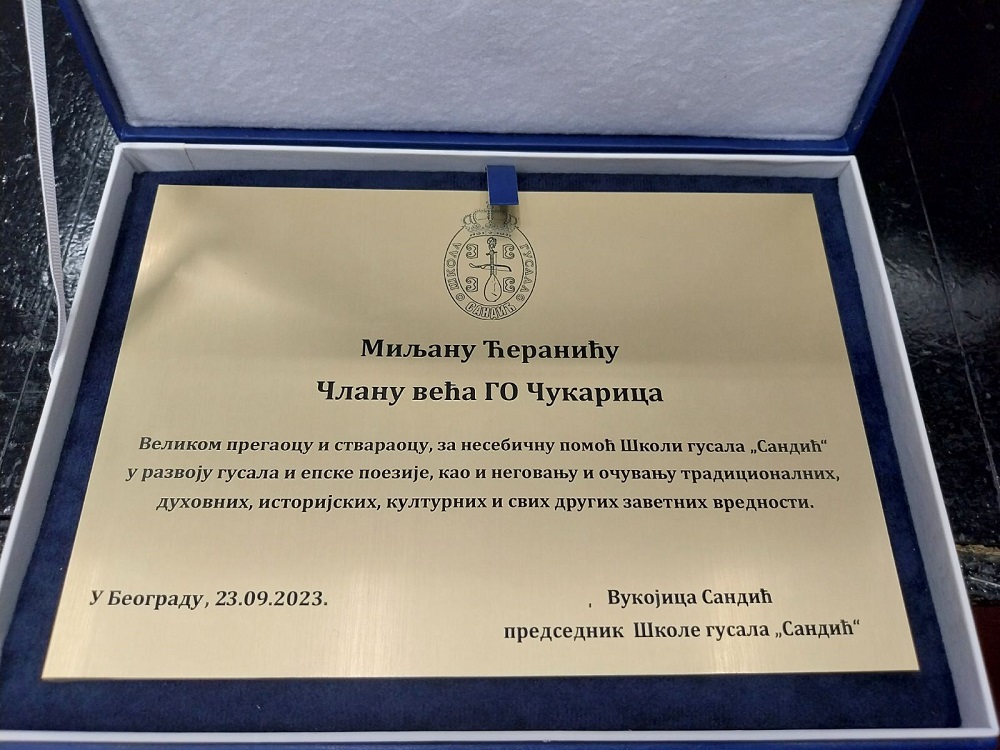 ШКОЛА ГУСАЛА
САНДИЋ
Миљану Ћеранићу
Члану већа ГО Чукарица
Великом прегаоцу и ствараоцу, за несебичну помоћ Школи гусала „Сандић“
у развоју гусала и епске поезије, као и неговању и очувању традиционалних,
духовних, историјских, културних и свих других заветних вредности.
У Београду, 23.09.2023.
Вукојица Сандић
председник Школе гусала „Сандић“